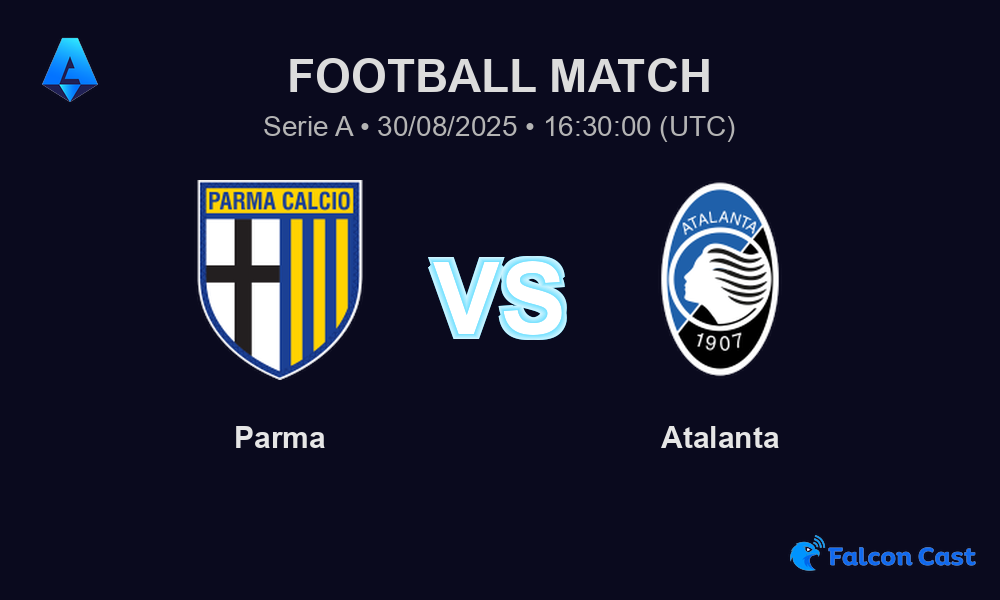 FOOTBALL MATCH
Serie A • 30/08/2025 • 16:30:00 (UTC)
PARMA CALCIO
VS
ATALANTA
1907
Parma
Atalanta
Falcon Cast